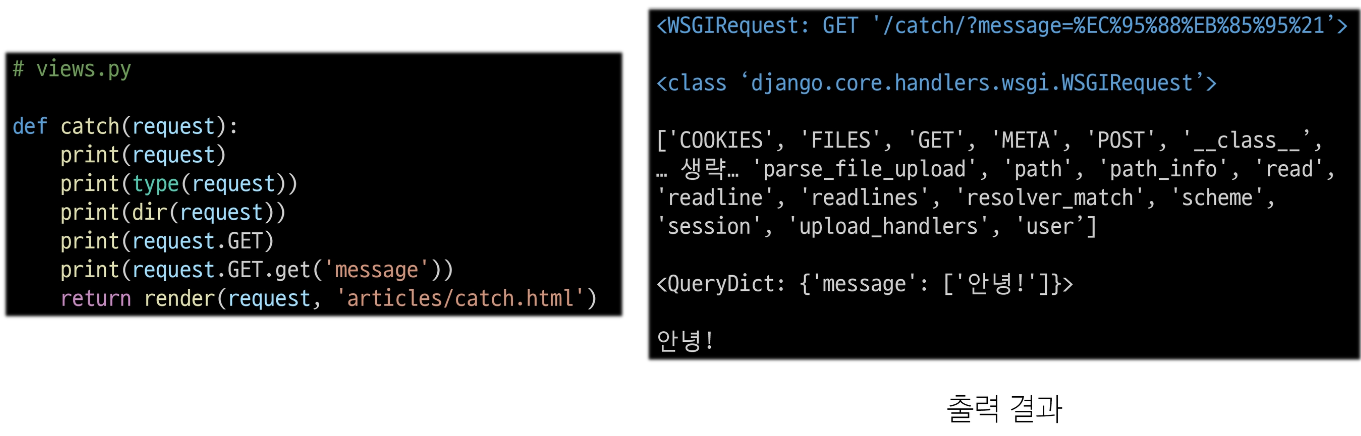 # views.py
def catch(request):
    print(request)
    print(type(request))
    print(dir(request))
    print(request.GET)
    print(request.GET.get('message'))
    return render(request, 'articles/catch.html')
<WSGIRequest: GET '/catch/?message=%EC%95%88%EB%85%95%21’>
<class ‘django.core.handlers.wsgi.WSGIRequest’>
['COOKIES', 'FILES', 'GET', 'META', 'POST', '__class__’,
… 생략… 'parse_file_upload', 'path', 'path_info', 'read',
'readline', 'readlines', 'resolver_match', 'scheme',
'session', 'upload_handlers', 'user’]
<QueryDict: {'message': ['안녕!']}>
안녕!
출력 결과